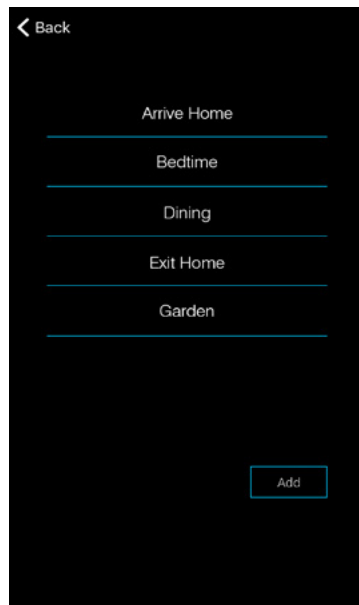 Back
Arrive Home
Bedtime
Dining
Exit Home
Garden
Add